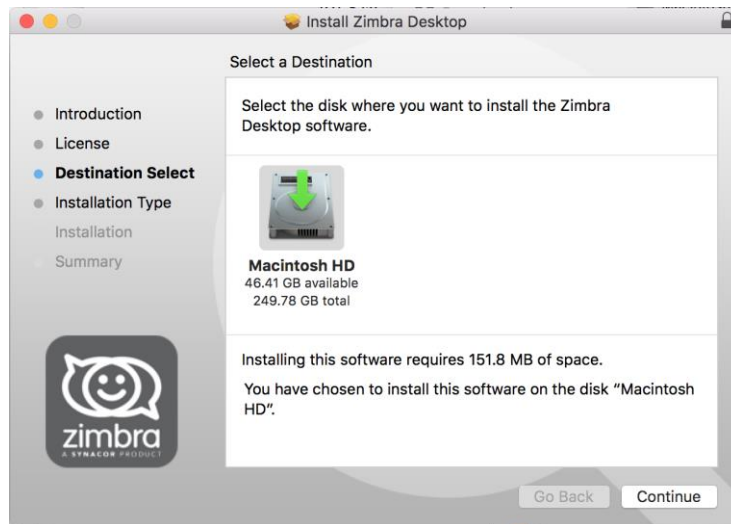 Install Zimbra Desktop
Select a Destination
Introduction
License
Destination Select
Installation Type
Installation
Summary
Select the disk where you want to install the Zimbra
Desktop software.
Macintosh HD
46.41 GB available
249.78 GB total
Installing this software requires 151.8 MB of space.
You have chosen to install this software on the disk “Macintosh
HD”.
zimbra
A SYNACOR PRODUCT
Go Back
Continue